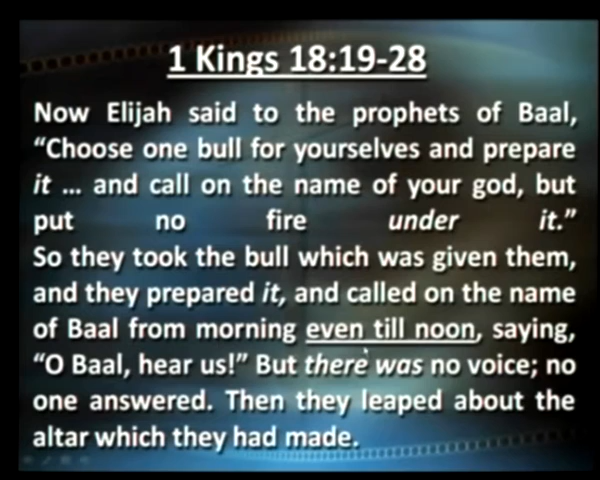 1 Kings 18:19-28
Now Elijah said to the prophets of Baal,
“Choose one bull for yourselves and prepare
it ... and call on the name of your god, but
put no fire under it.”
So they took the bull which was given them,
and they prepared it, and called on the name
of Baal from morning even till noon, saying,
“O Baal, hear us!” But there was no voice; no
one answered. Then they leaped about the
altar which they had made.